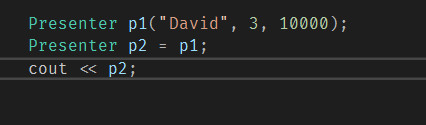 Presenter p1("David", 3, 10000);
Presenter p2 = p1;
cout << p2;